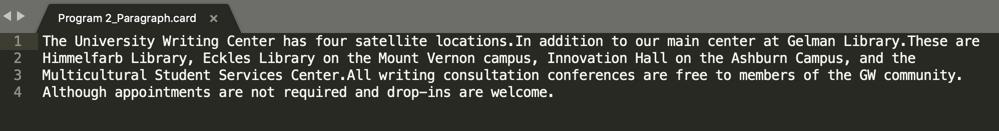 Program 2_Paragraph.card ×
1 The University Writing Center has four satellite locations.In addition to our main center at Gelman Library.These are
2 Himmelfarb Library, Eckles Library on the Mount Vernon campus, Innovation Hall on the Ashburn Campus, and the
3 Multicultural Student Services Center.All writing consultation conferences are free to members of the GW community.
4 Although appointments are not required and drop-ins are welcome.